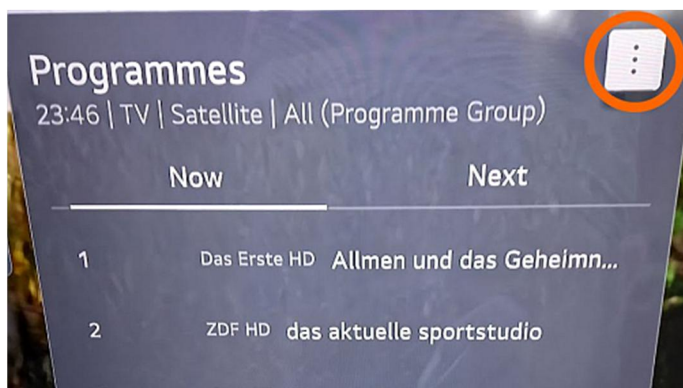 Programmes
23:46 | TV | Satellite | All (Programme Group)
Now Next
1 Das Erste HD Allmen und das Geheimn...
2 ZDF HD das aktuelle sportstudio